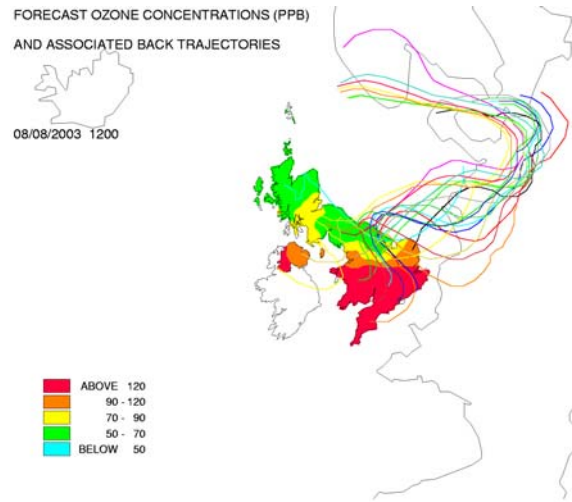 FORECAST OZONE CONCENTRATIONS (PPB)
AND ASSOCIATED BACK TRAJECTORIES
08/08/2003 1200
ABOVE 120
90 - 120
70 - 90
50 - 70
BELOW 50